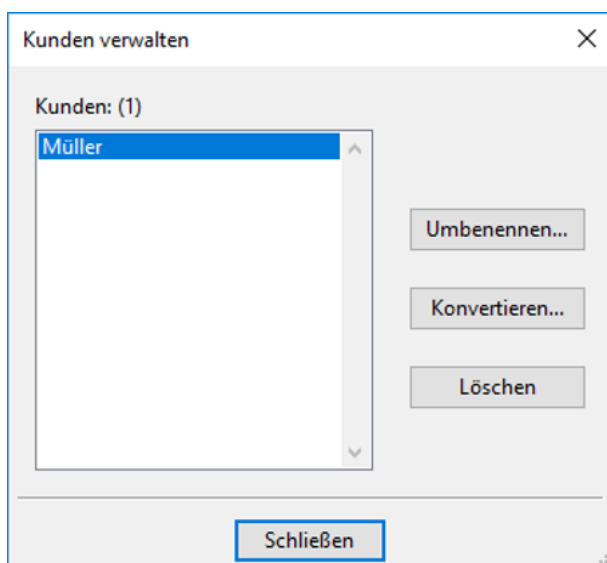 Kunden verwalten
Kunden: (1)
Müller
Umbenennen...
Konvertieren...
Löschen
Schließen